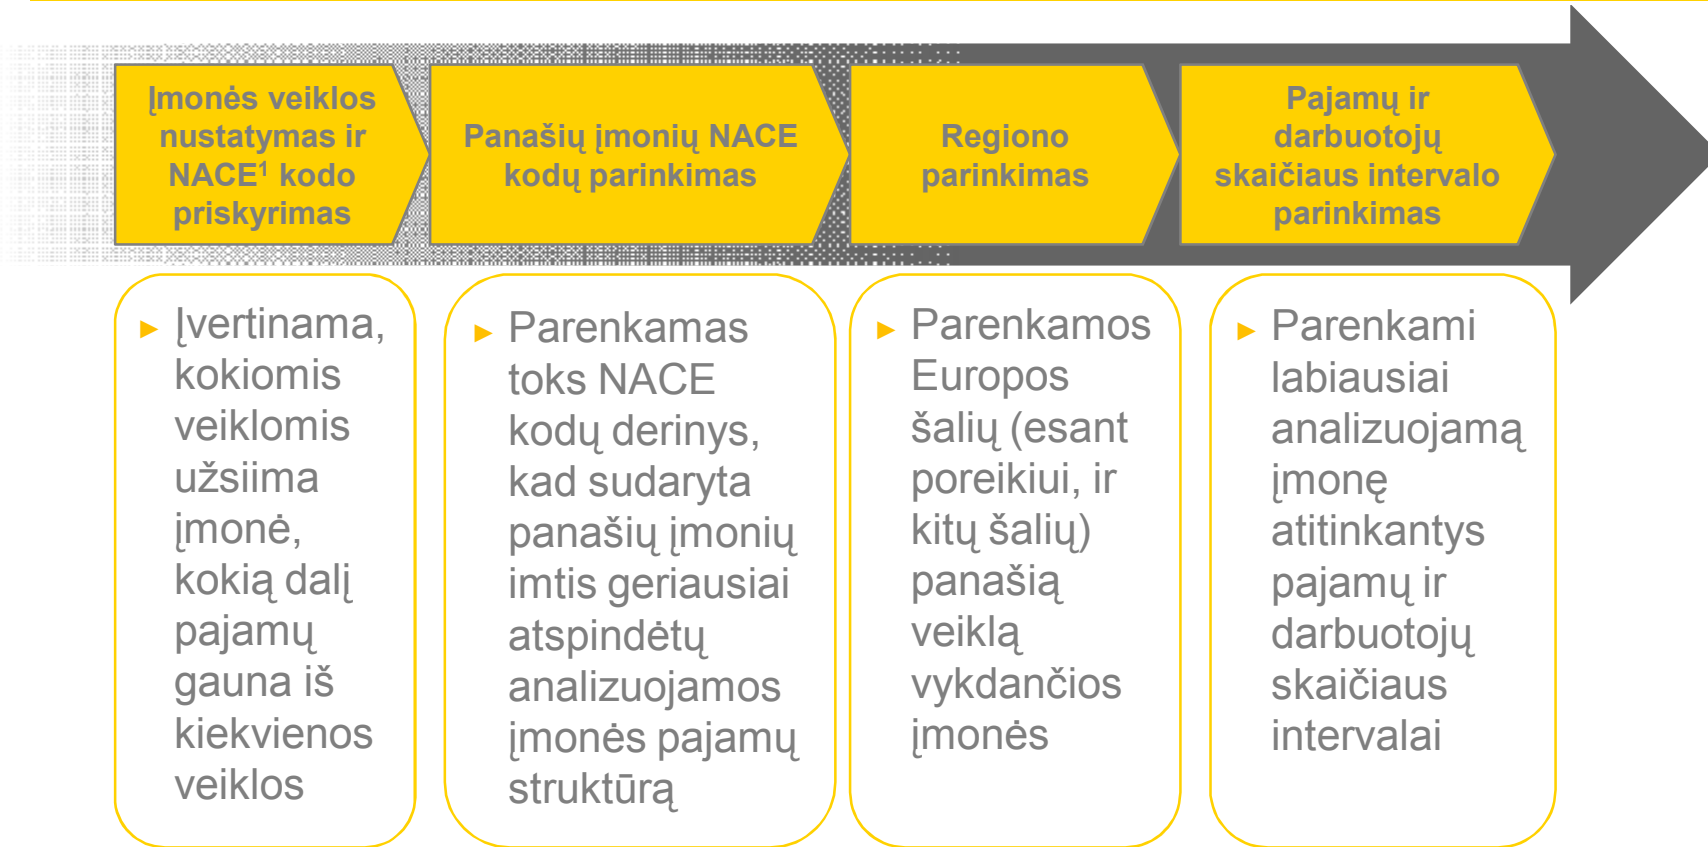 Įmonės veiklos
nustatymas ir
NACE¹ kodo
priskyrimas
Panašių įmonių NACE
kodų parinkimas
Regiono
parinkimas
Pajamų ir
darbuotojų
skaičiaus intervalo
parinkimas
► Įvertinama,
kokiomis
veiklomis
užsiima
įmonė,
kokią dalį
pajamų
gauna iš
kiekvienos
veiklos
► Parenkamas
toks NACE
kodų derinys,
kad sudaryta
panašių įmonių
imtis geriausiai
atspindėtų
analizuojamos
įmonės pajamų
struktūrą
► Parenkamos
Europos
šalių (esant
poreikiui, ir
kitų šalių)
panašią
veiklą
vykdančios
įmonės
► Parenkami
labiausiai
analizuojamą
įmonę
atitinkantys
pajamų ir
darbuotojų
skaičiaus
intervalai